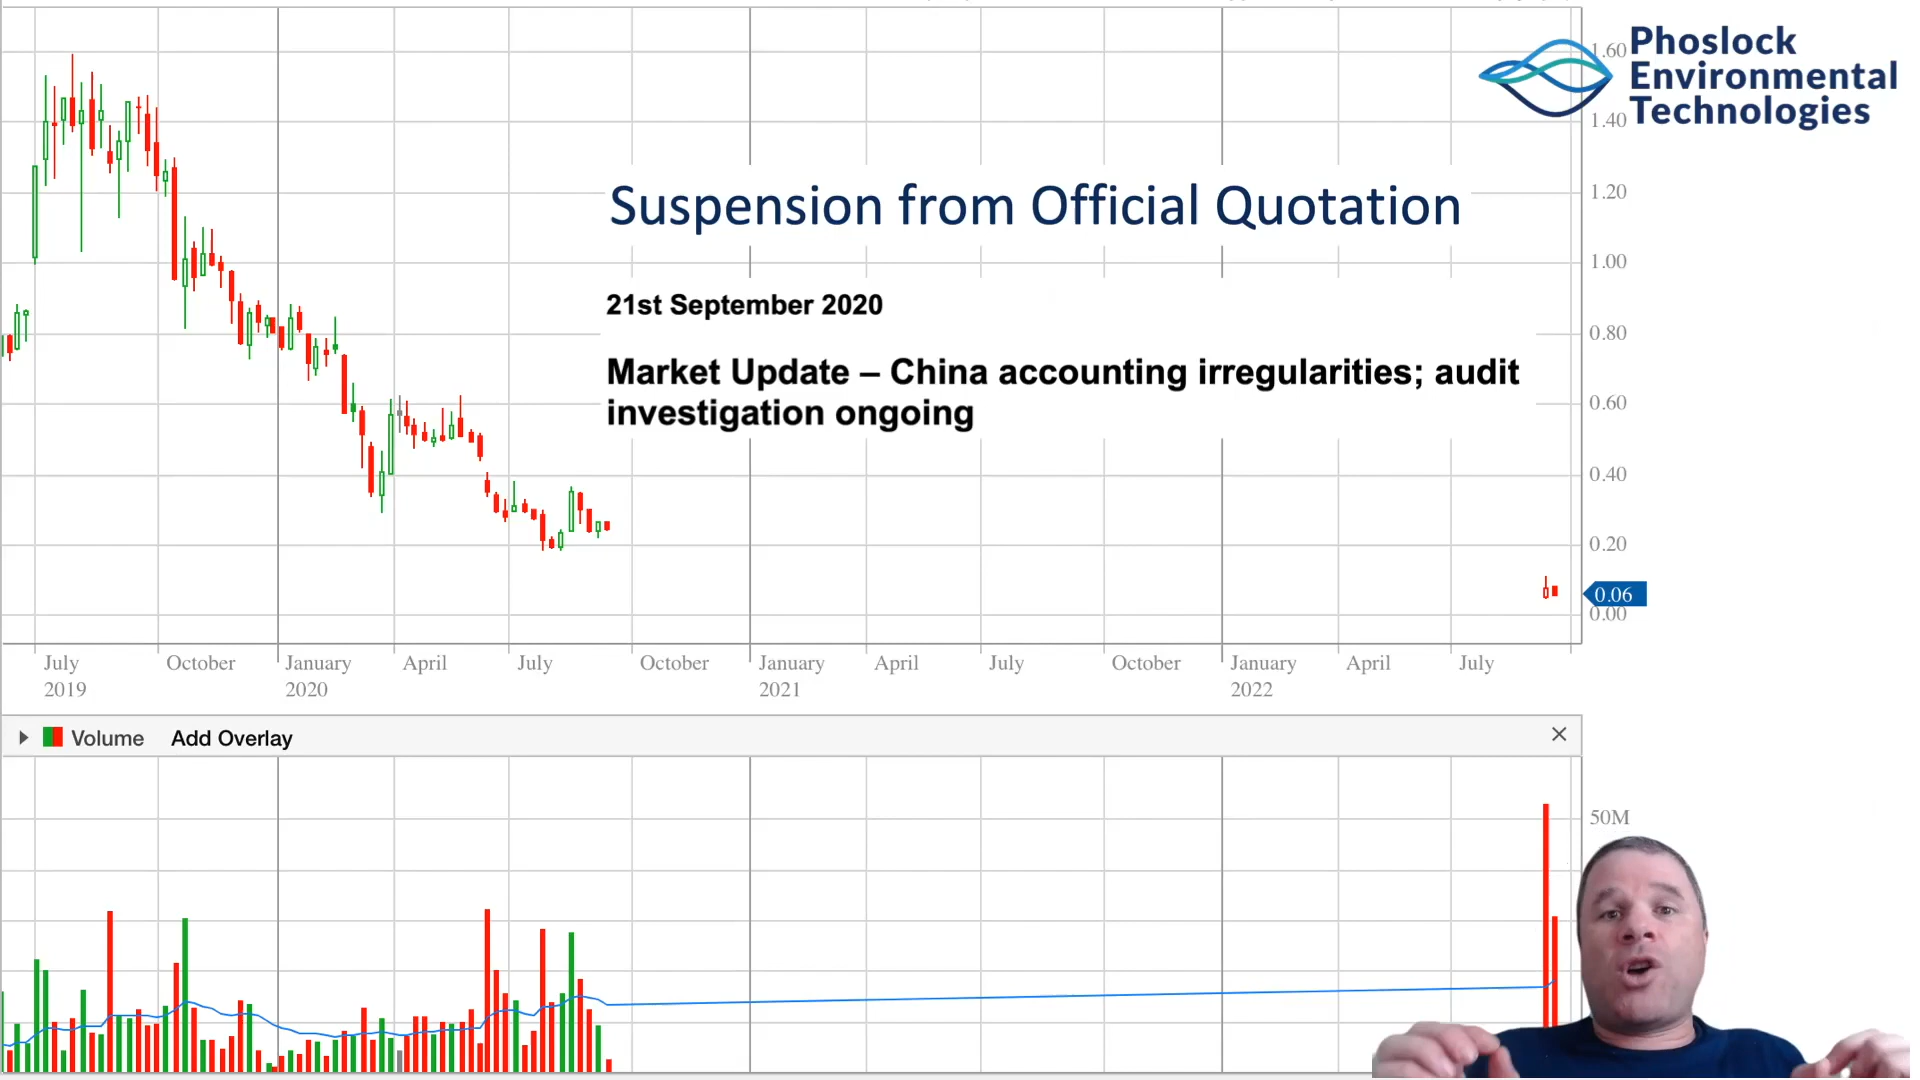 Phoslock
Environmental
Technologies
1.60
1.40
Suspension from Official Quotation
1.20
1.00
21st September 2020
0.80
Market Update – China accounting irregularities; audit
investigation ongoing
0.60
0.40
0.20
0.06
0.00
July October January April July October January April July October January April July
2019 2020 2021 2022
Volume Add Overlay
50M